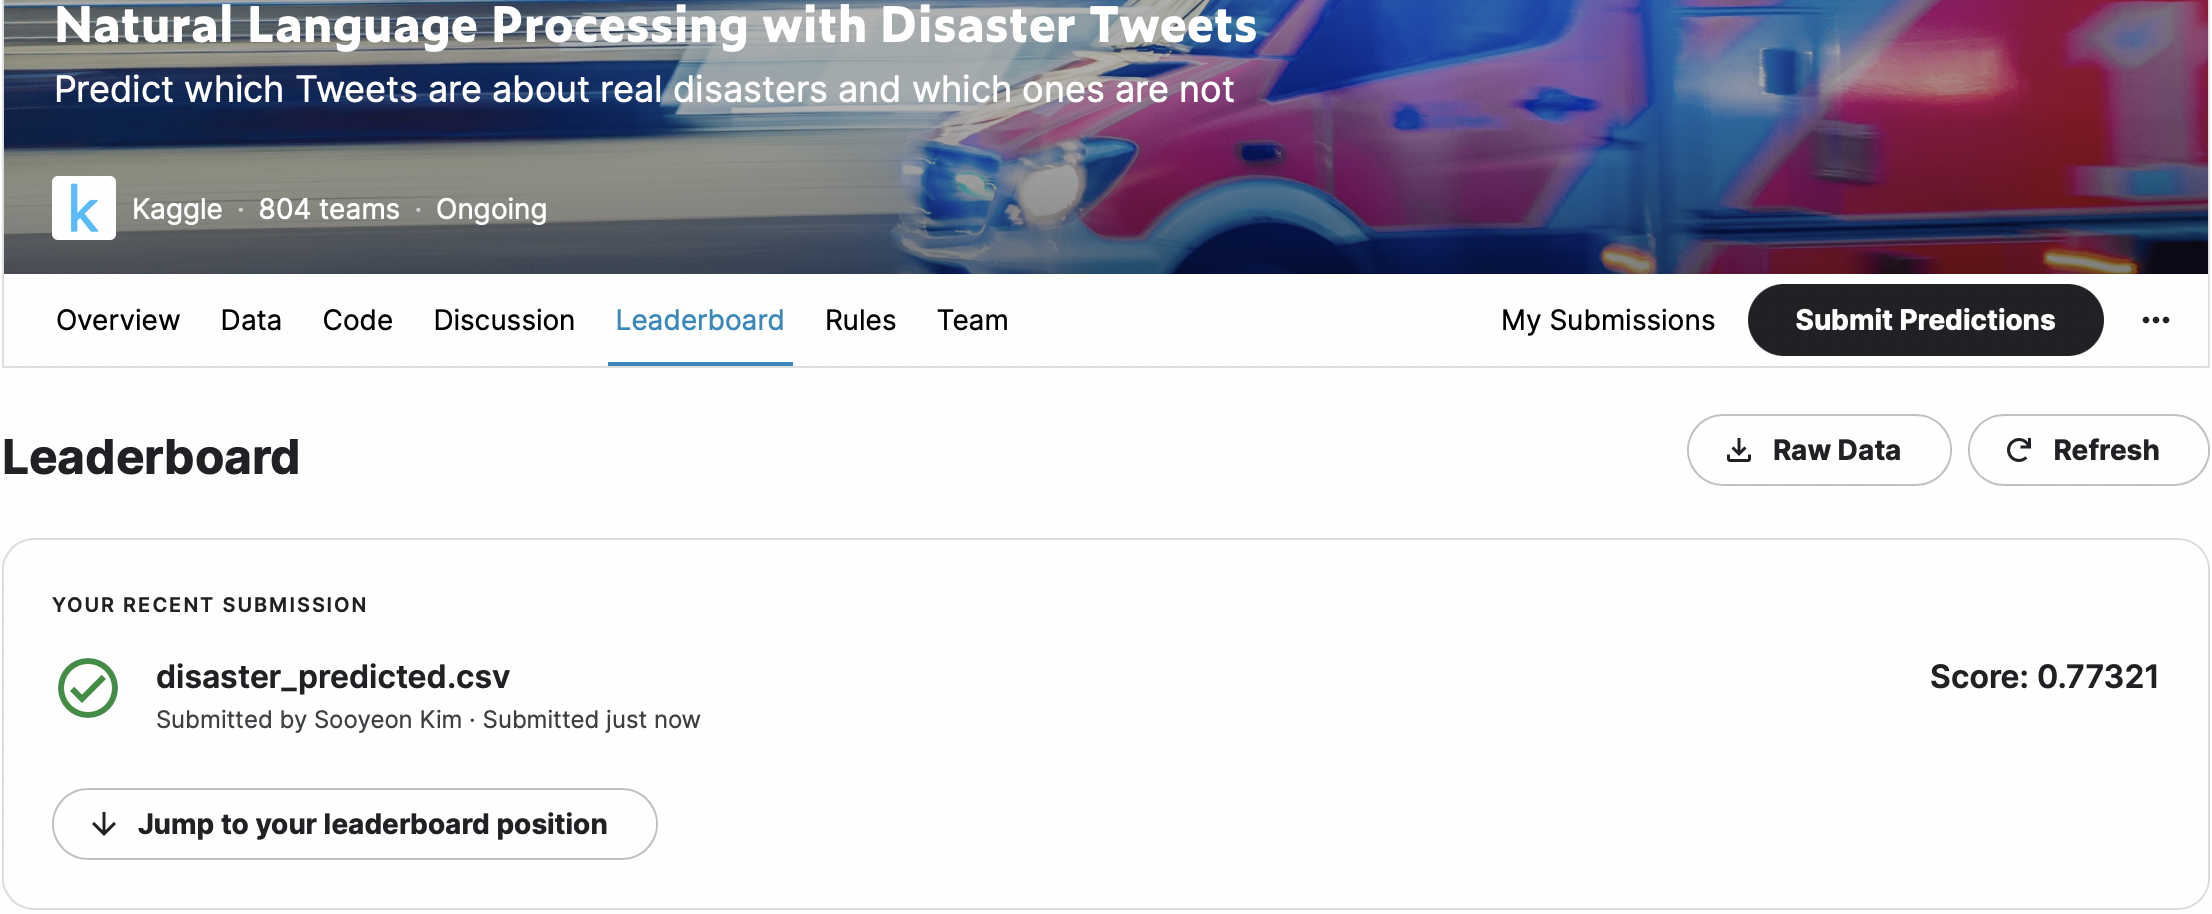 Natural Language Processing with Disaster Tweets
Predict which Tweets are about real disasters and which ones are not
k
Kaggle · 804 teams · Ongoing
Overview Data Code Discussion Leaderboard Rules Team My Submissions Submit Predictions
Leaderboard
Raw Data Refresh
YOUR RECENT SUBMISSION
disaster_predicted.csv Score: 0.77321
Submitted by Sooyeon Kim · Submitted just now
Jump to your leaderboard position